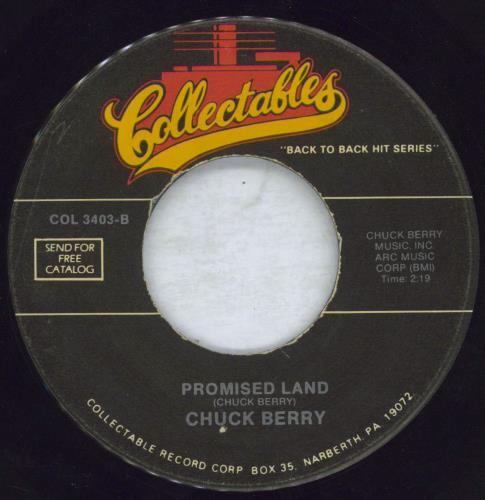 Collectables
"BACK TO BACK HIT SERIES"
COL 3403-B
SEND FOR
FREE
CATALOG
CHUCK BERRY
MUSIC, INC.
ARC MUSIC
CORP (BMI)
Time: 2:19
PROMISED LAND
(CHUCK BERRY)
CHUCK BERRY
COLLECTABLE RECORD CORP BOX 35, NARBERTH, PA 19072